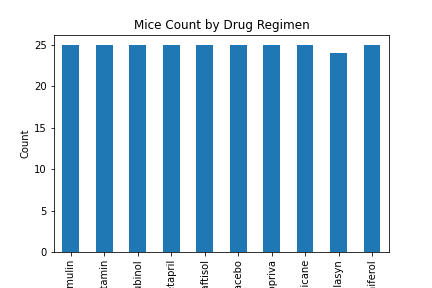 Mice Count by Drug Regimen
Count
25
20
15
10
5
0
mulin
tamin
ubinol
tapril
aftisol
acebo
opriva
icane
lasyn
iferol